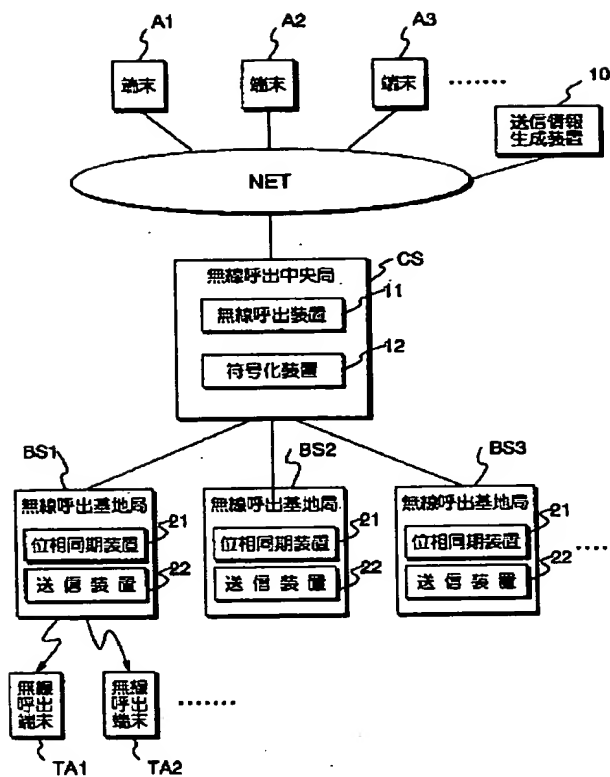 A1
A2
A3
端末
端末
端末
……
10
送信情報
生成装置
NET
CS
無線呼出中央局
11
無線呼出装置
12
符号化装置
BS1
BS2
BS3
無線呼出基地局
21
位相同期装置
22
送信装置
無線呼出基地局
21
位相同期装置
22
送信装置
無線呼出基地局
21
位相同期装置
22
送信装置
……
無線
呼出
端末
無線
呼出
端末
……
TA1
TA2